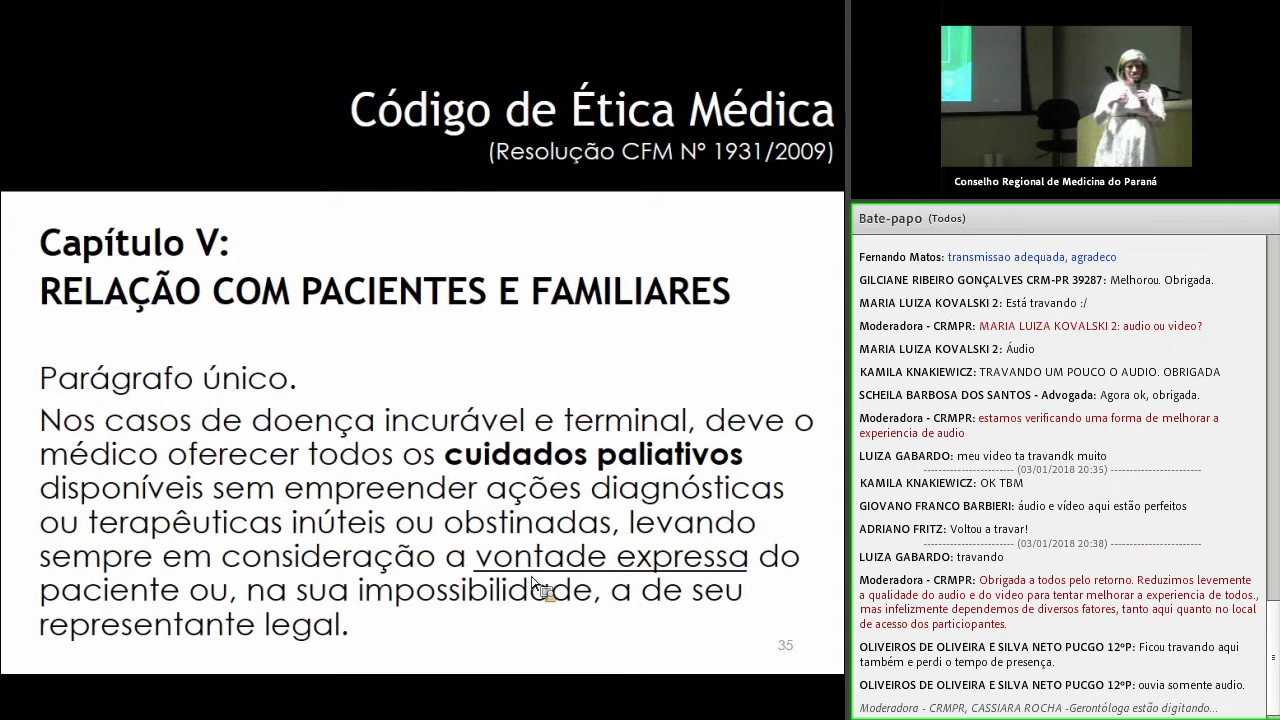 Código de Ética Médica
(Resolução CFM Nº 1931/2009)
Capítulo V:
RELAÇÃO COM PACIENTES E FAMILIARES
Parágrafo único.
Nos casos de doença incurável e terminal, deve o
médico oferecer todos os cuidados paliativos
disponíveis sem empreender ações diagnósticas
ou terapêuticas inúteis ou obstinadas, levando
sempre em consideração a vontade expressa do
paciente ou, na sua impossibilidade, a de seu
representante legal.
35
Conselho Regional de Medicina do Paraná
Bate-papo (Todos)
Fernando Matos: transmissao adequada, agradeco
GILCIANE RIBEIRO GONÇALVES CRM-PR 39287: Melhorou. Obrigada.
MARIA LUIZA KOVALSKI 2: Está travando :/
Moderadora - CRMPR: MARIA LUIZA KOVALSKI 2: audio ou video?
MARIA LUIZA KOVALSKI 2: Áudio
KAMILA KNAKIEWICZ: TRAVANDO UM POUCO O AUDIO. OBRIGADA
SCHEILA BARBOSA DOS SANTOS - Advogada: Agora ok, obrigada.
Moderadora - CRMPR: estamos verificando uma forma de melhorar a
experiencia de audio
LUIZA GABARDO: meu video ta travandk muito
------------------------ (03/01/2018 20:35) ------------------------
KAMILA KNAKIEWICZ: OK TBM
GIOVANO FRANCO BARBIERI: áudio e vídeo aqui estão perfeitos
ADRIANO FRITZ: Voltou a travar!
------------------------ (03/01/2018 20:38) ------------------------
LUIZA GABARDO: travando
Moderadora - CRMPR: Obrigada a todos pelo retorno. Reduzimos levemente
a qualidade do audio e do vídeo para tentar melhorar a experiencia de todos.,
mas infelizmente dependemos de diversos fatores, tanto aqui quanto no local
de acesso dos particiopantes.
OLIVEIROS DE OLIVEIRA E SILVA NETO PUCGO 12ºP: Ficou travando aqui
também e perdi o tempo de presença.
OLIVEIROS DE OLIVEIRA E SILVA NETO PUCGO 12ºP: ouvia somente audio.
Moderadora - CRMPR, CASSIARA ROCHA -Gerontóloga estão digitando...